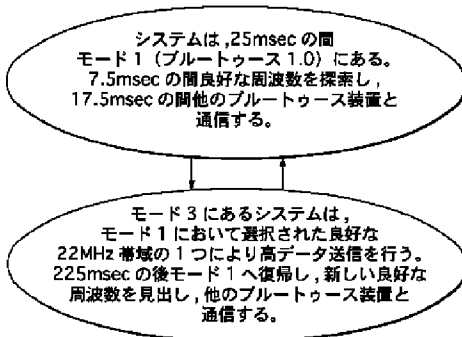 システムは,25msec の間
モード1（ブルートゥース 1.0）にある。
7.5msec の間良好な周波数を探索し,
17.5msec の間他のブルートゥース装置と
通信する。
モード3にあるシステムは,
モード1において選択された良好な
22MHz 帯域の1つにより高データ送信を行う。
225msec の後モード1へ復帰し,新しい良好な
周波数を見出し,他のブルートゥース装置と
通信する。